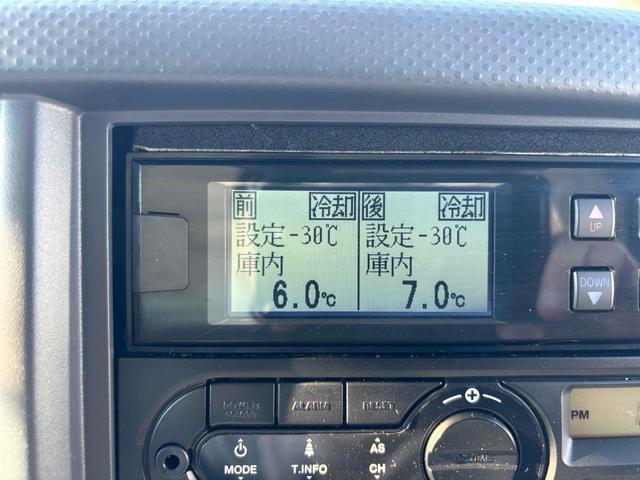 前 冷却 後 冷却
設定-30℃ 設定-30℃
庫内 庫内
6.0℃ 7.0℃
UP
DOWN
ALARM RESET
PM
MODE T.INFO AS
CH